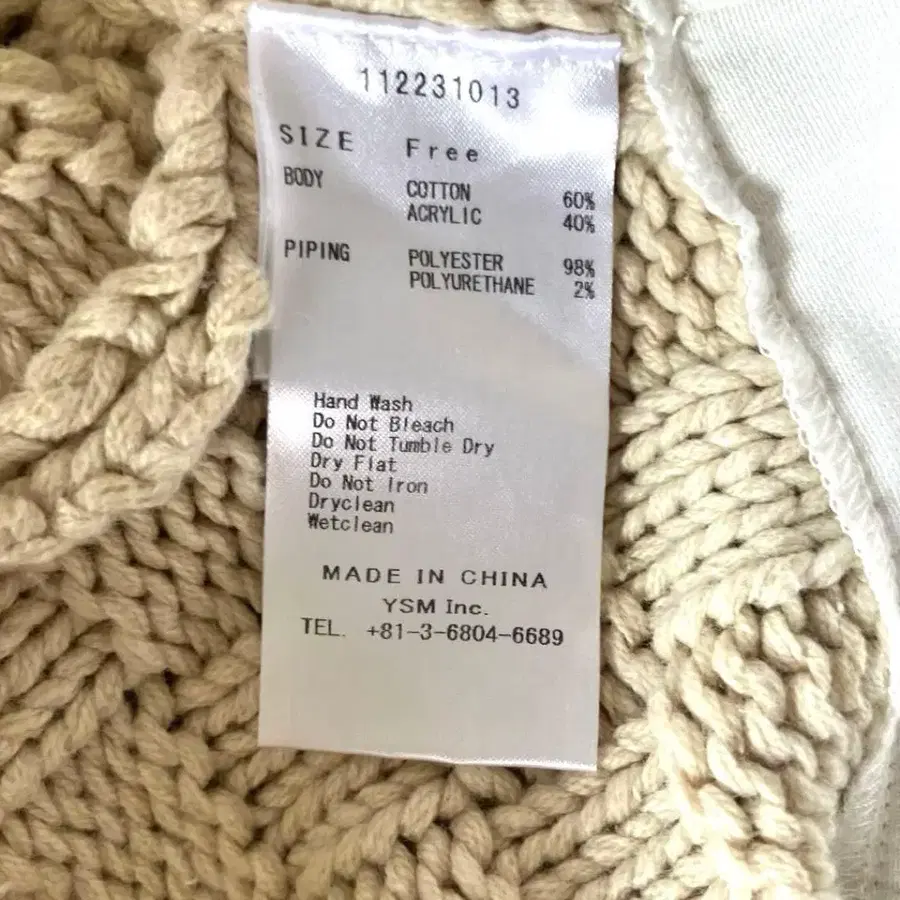 112231013
SIZE Free
BODY COTTON 60%
ACRYLIC 40%
PIPING POLYESTER 98%
POLYURETHANE 2%
Hand Wash
Do Not Bleach
Do Not Tumble Dry
Dry Flat
Do Not Iron
Dryclean
Wetclean
MADE IN CHINA
YSM Inc.
TEL. +81-3-6804-6689